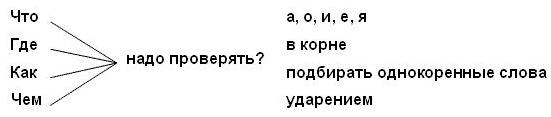 Что а, о, и, е, я
Где в корне
надо проверять?
Как подбирать однокоренные слова
Чем ударением